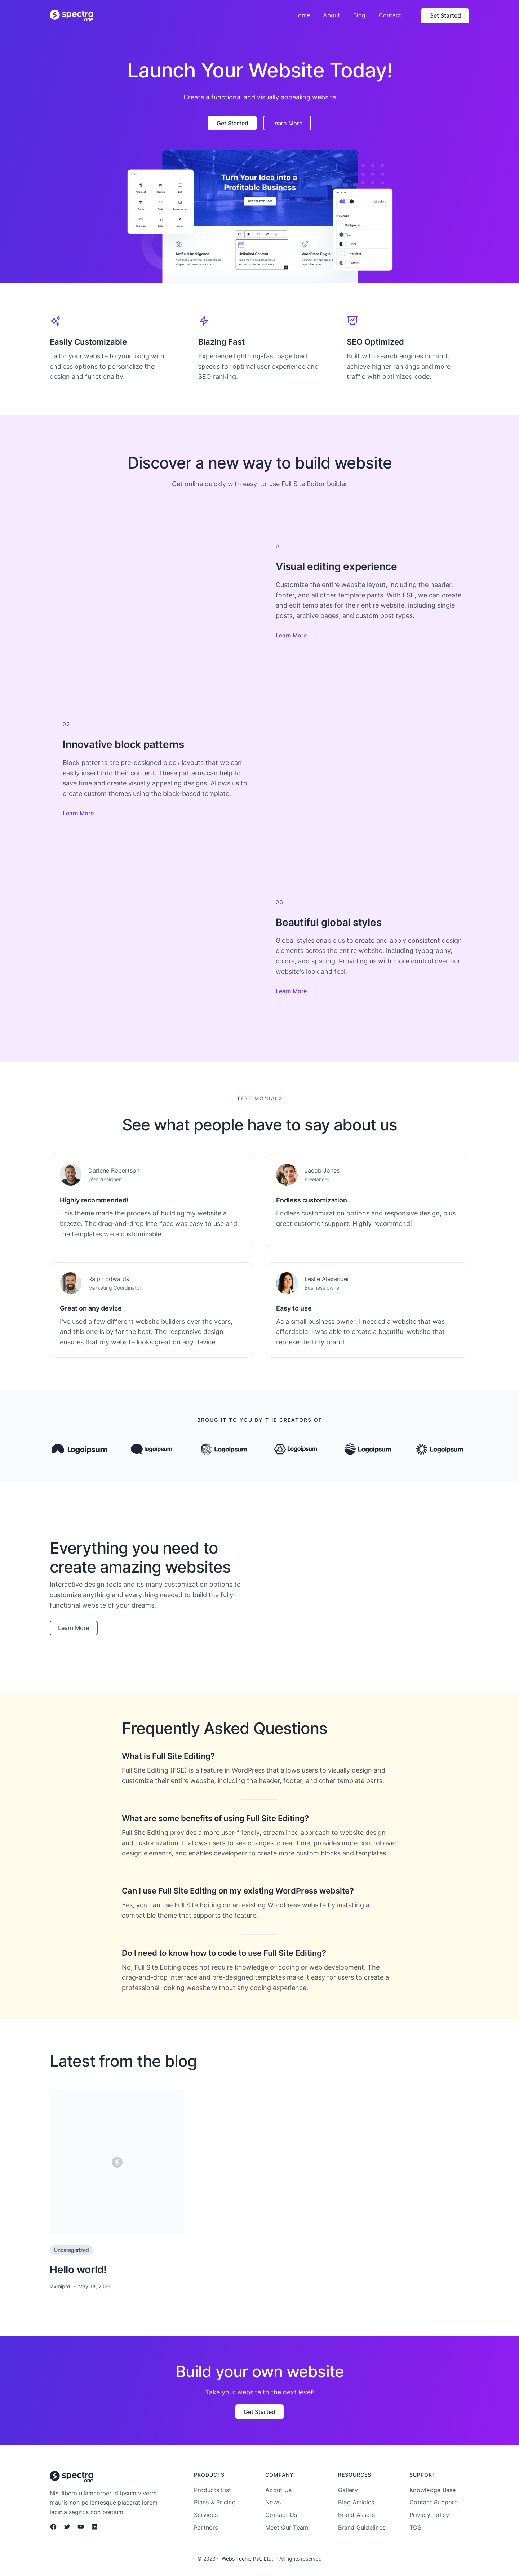 spectra one
Home About Blog Contact Get Started
Launch Your Website Today!
Create a functional and visually appealing website
Get Started Learn More
Turn Your Idea into a
Profitable Business
Artificial Intelligence
Unlimited Content
WordPress Plugin
Easily Customizable
Tailor your website to your liking with
endless options to personalize the
design and functionality.
Blazing Fast
Experience lightning-fast page load
speeds for optimal user experience and
SEO ranking.
SEO Optimized
Built with search engines in mind,
achieve higher rankings and more
traffic with optimized code.
Discover a new way to build website
Get online quickly with easy-to-use Full Site Editor builder
01
Visual editing experience
Customize the entire website layout, including the header,
footer, and all other template parts. With FSE, we can create
and edit templates for their entire website, including single
posts, archive pages, and custom post types.
Learn More
02
Innovative block patterns
Block patterns are pre-designed block layouts that we can
easily insert into their content. These patterns can help to
save time and create visually appealing designs. Allows us to
create custom themes using the block-based template.
Learn More
03
Beautiful global styles
Global styles enable us to create and apply consistent design
elements across the entire website, including typography,
colors, and spacing. Providing us with more control over our
website's look and feel.
Learn More
TESTIMONIALS
See what people have to say about us
Darlene Robertson
Web designer
Highly recommended!
This theme made the process of building my website a
breeze. The drag-and-drop interface was easy to use and
the templates were customizable.
Jacob Jones
Freelancer
Endless customization
Endless customization options and responsive design, plus
great customer support. Highly recommend!
Ralph Edwards
Marketing Coordinator
Great on any device
I've used a few different website builders over the years,
and this one is by far the best. The responsive design
ensures that my website looks great on any device.
Leslie Alexander
Business owner
Easy to use
As a small business owner, I needed a website that was
affordable. I was able to create a beautiful website that
represented my brand.
BROUGHT TO YOU BY THE CREATORS OF
Logoipsum logoipsum Logoipsum Logoipsum Logoipsum Logoipsum
Everything you need to
create amazing websites
Interactive design tools and its many customization options to
customize anything and everything needed to build the fully-
functional website of your dreams.
Learn More
Frequently Asked Questions
What is Full Site Editing?
Full Site Editing (FSE) is a feature in WordPress that allows users to visually design and
customize their entire website, including the header, footer, and other template parts.
What are some benefits of using Full Site Editing?
Full Site Editing provides a more user-friendly, streamlined approach to website design
and customization. It allows users to see changes in real-time, provides more control over
design elements, and enables developers to create more custom blocks and templates.
Can I use Full Site Editing on my existing WordPress website?
Yes, you can use Full Site Editing on an existing WordPress website by installing a
compatible theme that supports the feature.
Do I need to know how to code to use Full Site Editing?
No, Full Site Editing does not require knowledge of coding or web development. The
drag-and-drop interface and pre-designed templates make it easy for users to create a
professional-looking website without any coding experience.
Latest from the blog
Uncategorized
Hello world!
laxmiprd · May 18, 2023
Build your own website
Take your website to the next level!
Get Started
spectra one
Nisl libero ullamcorper id ipsum viverra
mauris non pellentesque placerat lorem
lacinia sagittis non pretium.
PRODUCTS
Products List
Plans & Pricing
Services
Partners
COMPANY
About Us
News
Contact Us
Meet Our Team
RESOURCES
Gallery
Blog Articles
Brand Assets
Brand Guidelines
SUPPORT
Knowledge Base
Contact Support
Privacy Policy
TOS
© 2023 · Webs Techie Pvt. Ltd. · All rights reserved